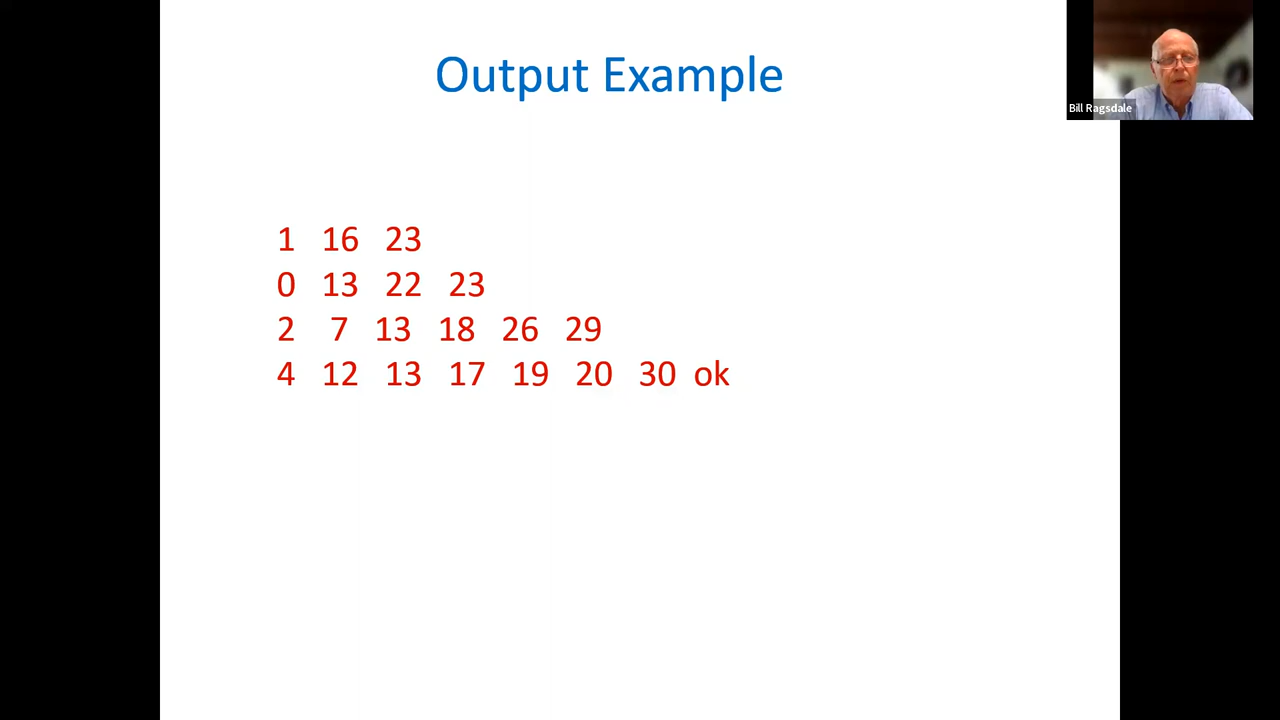 Output Example
Bill Ragsdale
1 16 23
0 13 22 23
2 7 13 18 26 29
4 12 13 17 19 20 30 ok